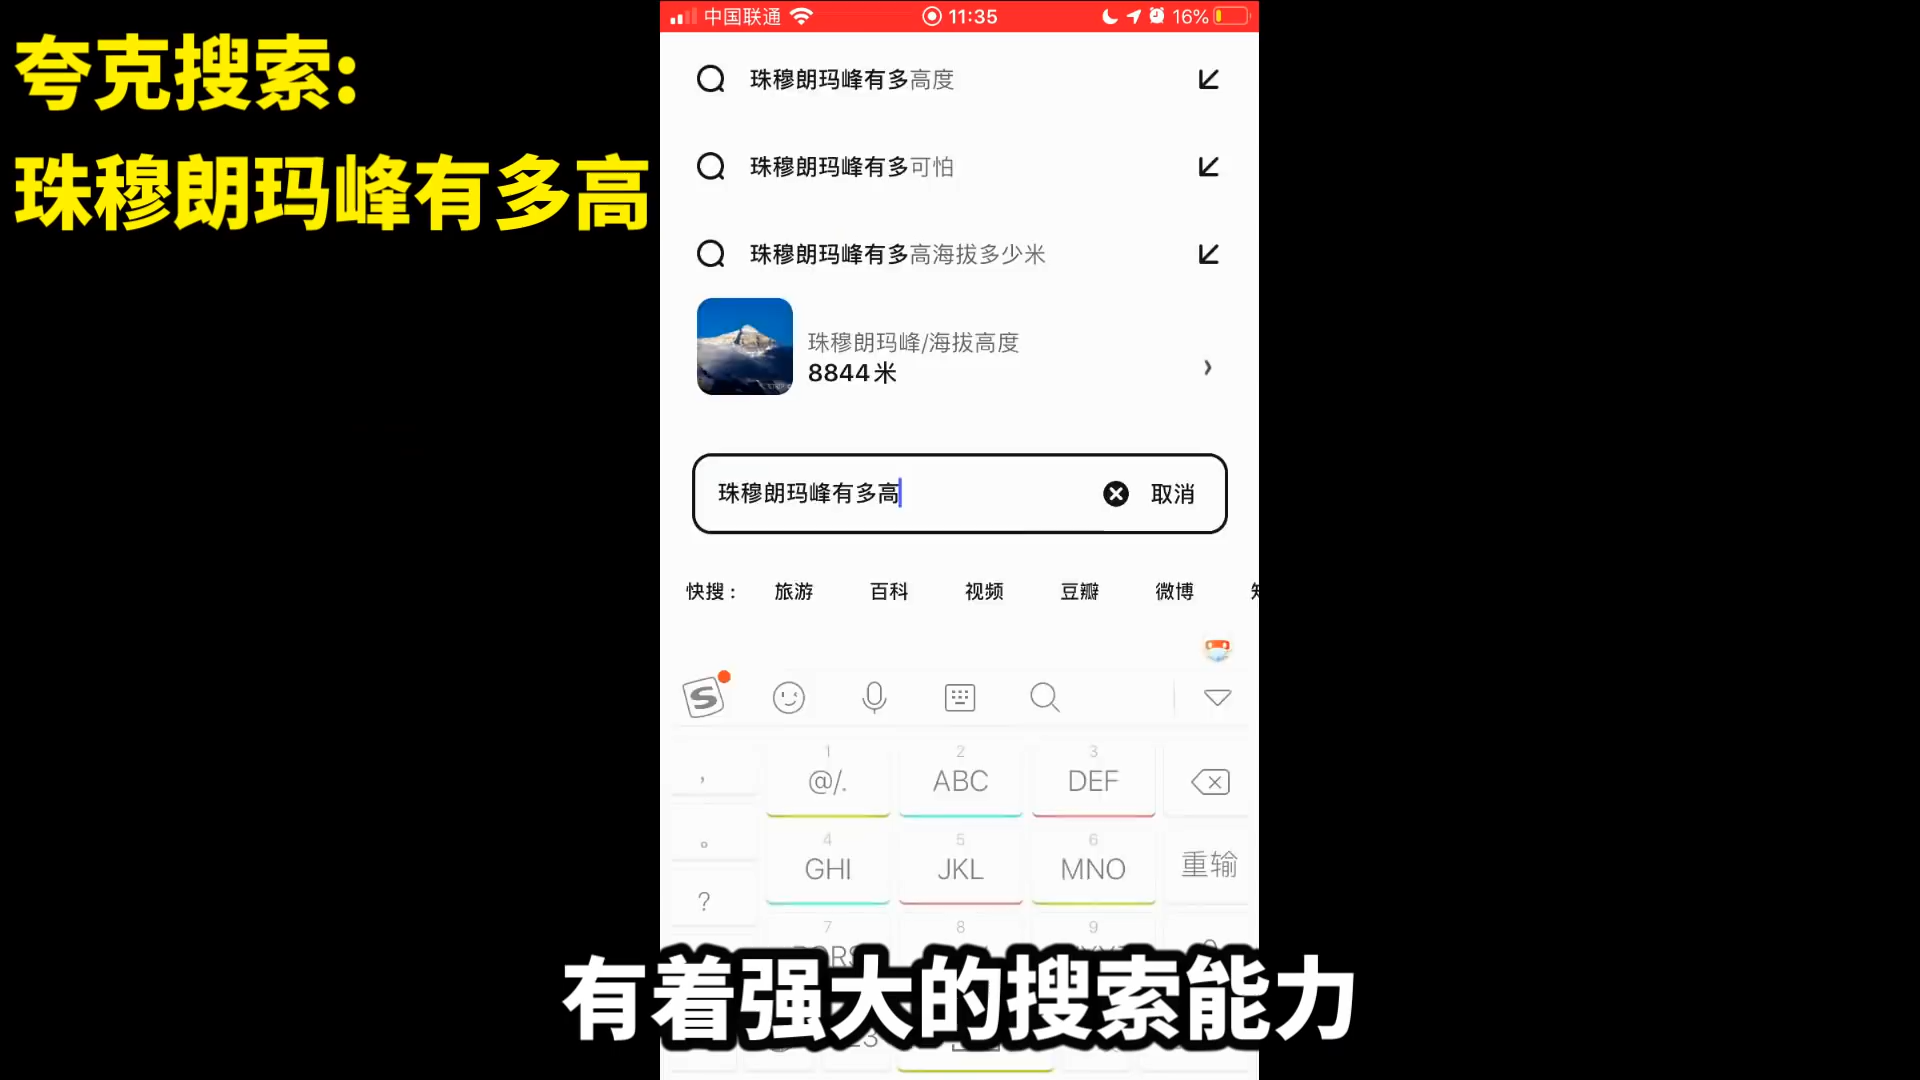 夸克搜索:
珠穆朗玛峰有多高
中国联通
11:35
16%
珠穆朗玛峰有多高度
珠穆朗玛峰有多可怕
珠穆朗玛峰有多高海拔多少米
珠穆朗玛峰/海拔高度
8844米
珠穆朗玛峰有多高
取消
快搜：
旅游
百科
视频
豆瓣
微博
,
1
@/.
2
ABC
3
DEF
。
4
GHI
5
JKL
6
MNO
重输
?
7
8
9
有着强大的搜索能力